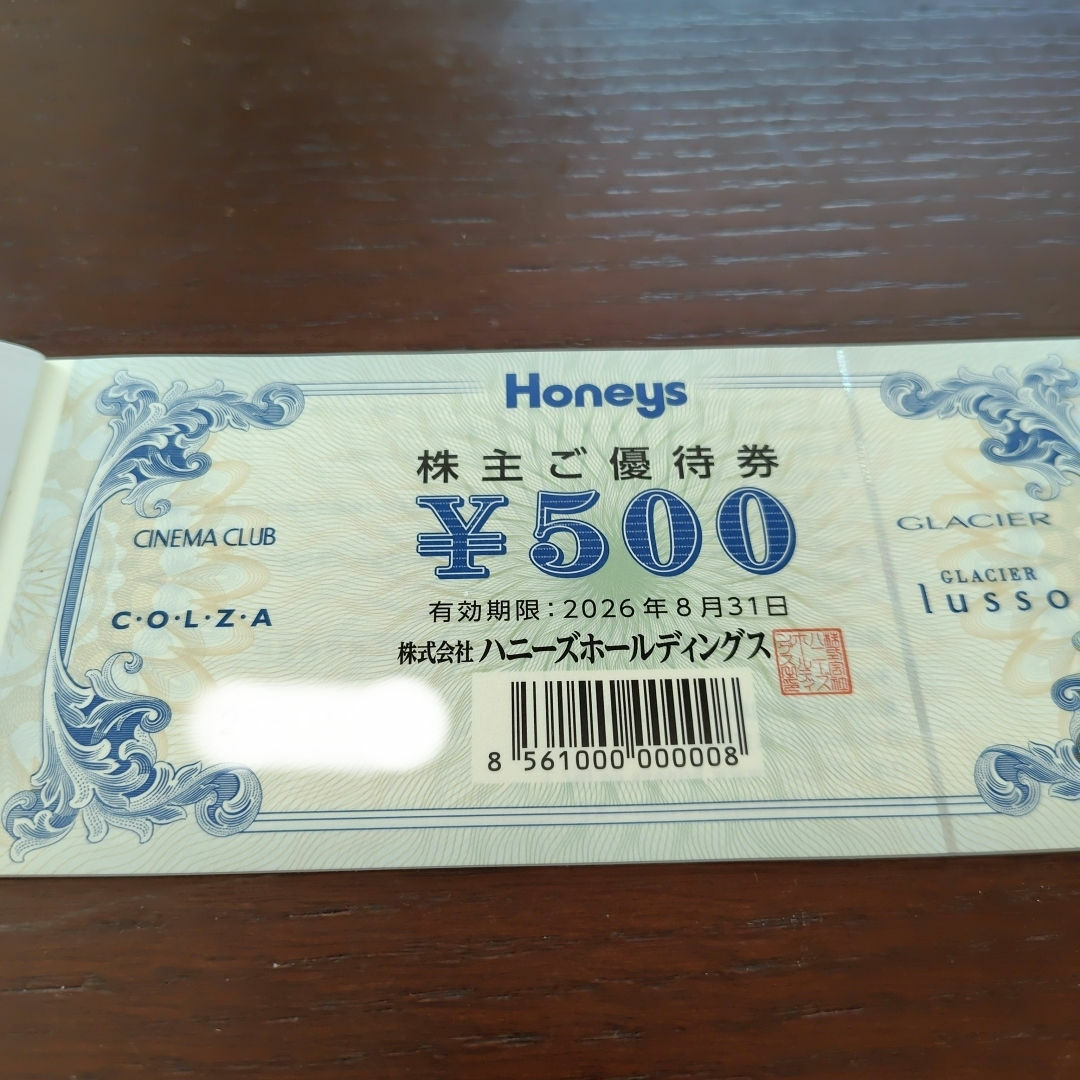 Honeys
株主ご優待券
¥500
CINEMA CLUB
C・O・L・Z・A
GLACIER
GLACIER
lusso
有効期限：2026年8月31日
株式会社 ハニーズホールディングス
8 561000 000008